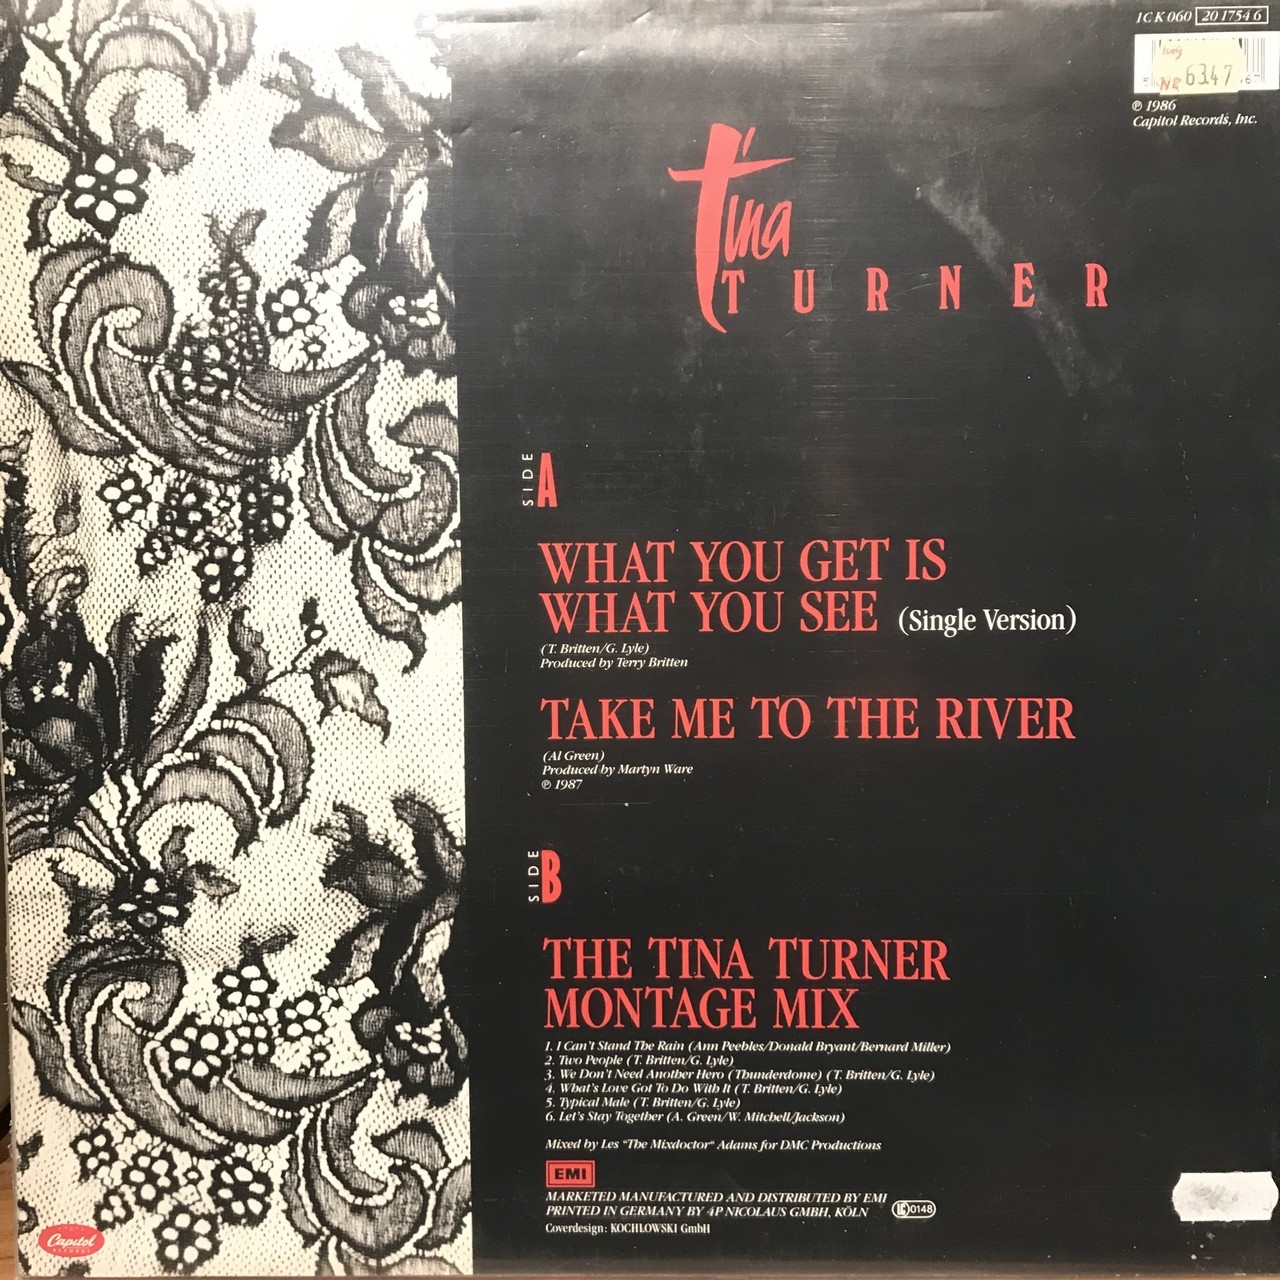 1C K 060 20 1754 6
63.47
℗ 1986
Capitol Records, Inc.
Tina
TURNER
SIDE A
WHAT YOU GET IS
WHAT YOU SEE (Single Version)
(T. Britten/G. Lyle)
Produced by Terry Britten
TAKE ME TO THE RIVER
(Al Green)
Produced by Martyn Ware
℗ 1987
SIDE B
THE TINA TURNER
MONTAGE MIX
1. I Can't Stand The Rain (Ann Peebles/Donald Bryant/Bernard Miller)
2. Two People (T. Britten/G. Lyle)
3. We Don't Need Another Hero (Thunderdome) (T. Britten/G. Lyle)
4. What's Love Got To Do With It (T. Britten/G. Lyle)
5. Typical Male (T. Britten/G. Lyle)
6. Let's Stay Together (A. Green/W. Mitchell/Jackson)
Mixed by Les "The Mixdoctor" Adams for DMC Productions
EMI
MARKETED MANUFACTURED AND DISTRIBUTED BY EMI
PRINTED IN GERMANY BY 4P NICOLAUS GMBH, KÖLN LC 0148
Coverdesign: KOCHŁOWSKI GmbH
Capitol
RECORDS